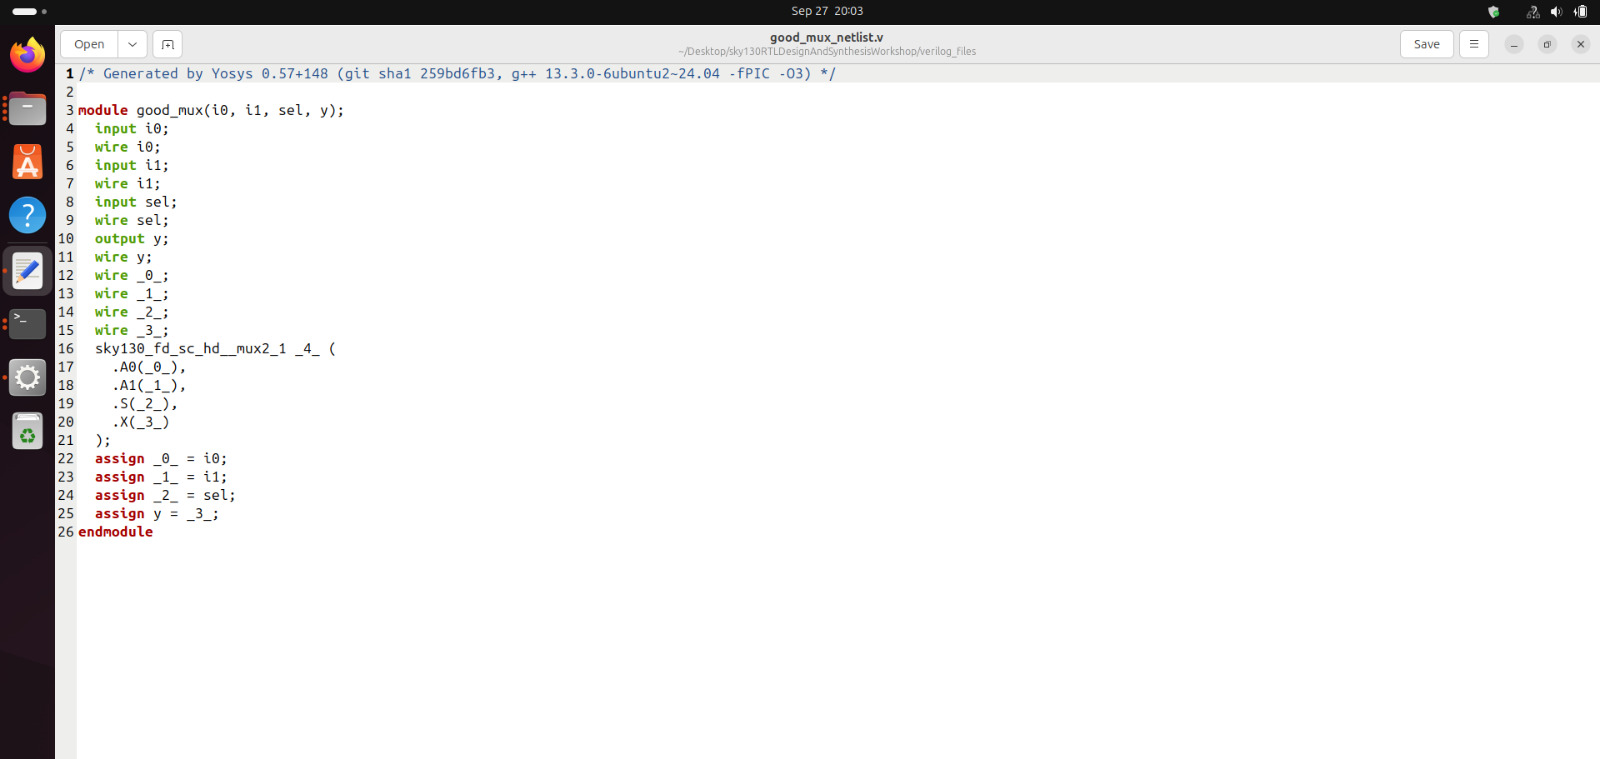 Sep 27 20:03
Open
good_mux_netlist.v
~/Desktop/sky130RTLDesignAndSynthesisWorkshop/verilog_files
Save
1 /* Generated by Yosys 0.57+148 (git sha1 259bd6fb3, g++ 13.3.0-6ubuntu2~24.04 -fPIC -O3) */
2
3 module good_mux(i0, i1, sel, y);
4   input i0;
5   wire i0;
6   input i1;
7   wire i1;
8   input sel;
9   wire sel;
10   output y;
11   wire y;
12   wire _0_;
13   wire _1_;
14   wire _2_;
15   wire _3_;
16   sky130_fd_sc_hd__mux2_1 _4_ (
17     .A0(_0_),
18     .A1(_1_),
19     .S(_2_),
20     .X(_3_)
21   );
22   assign _0_ = i0;
23   assign _1_ = i1;
24   assign _2_ = sel;
25   assign y = _3_;
26 endmodule